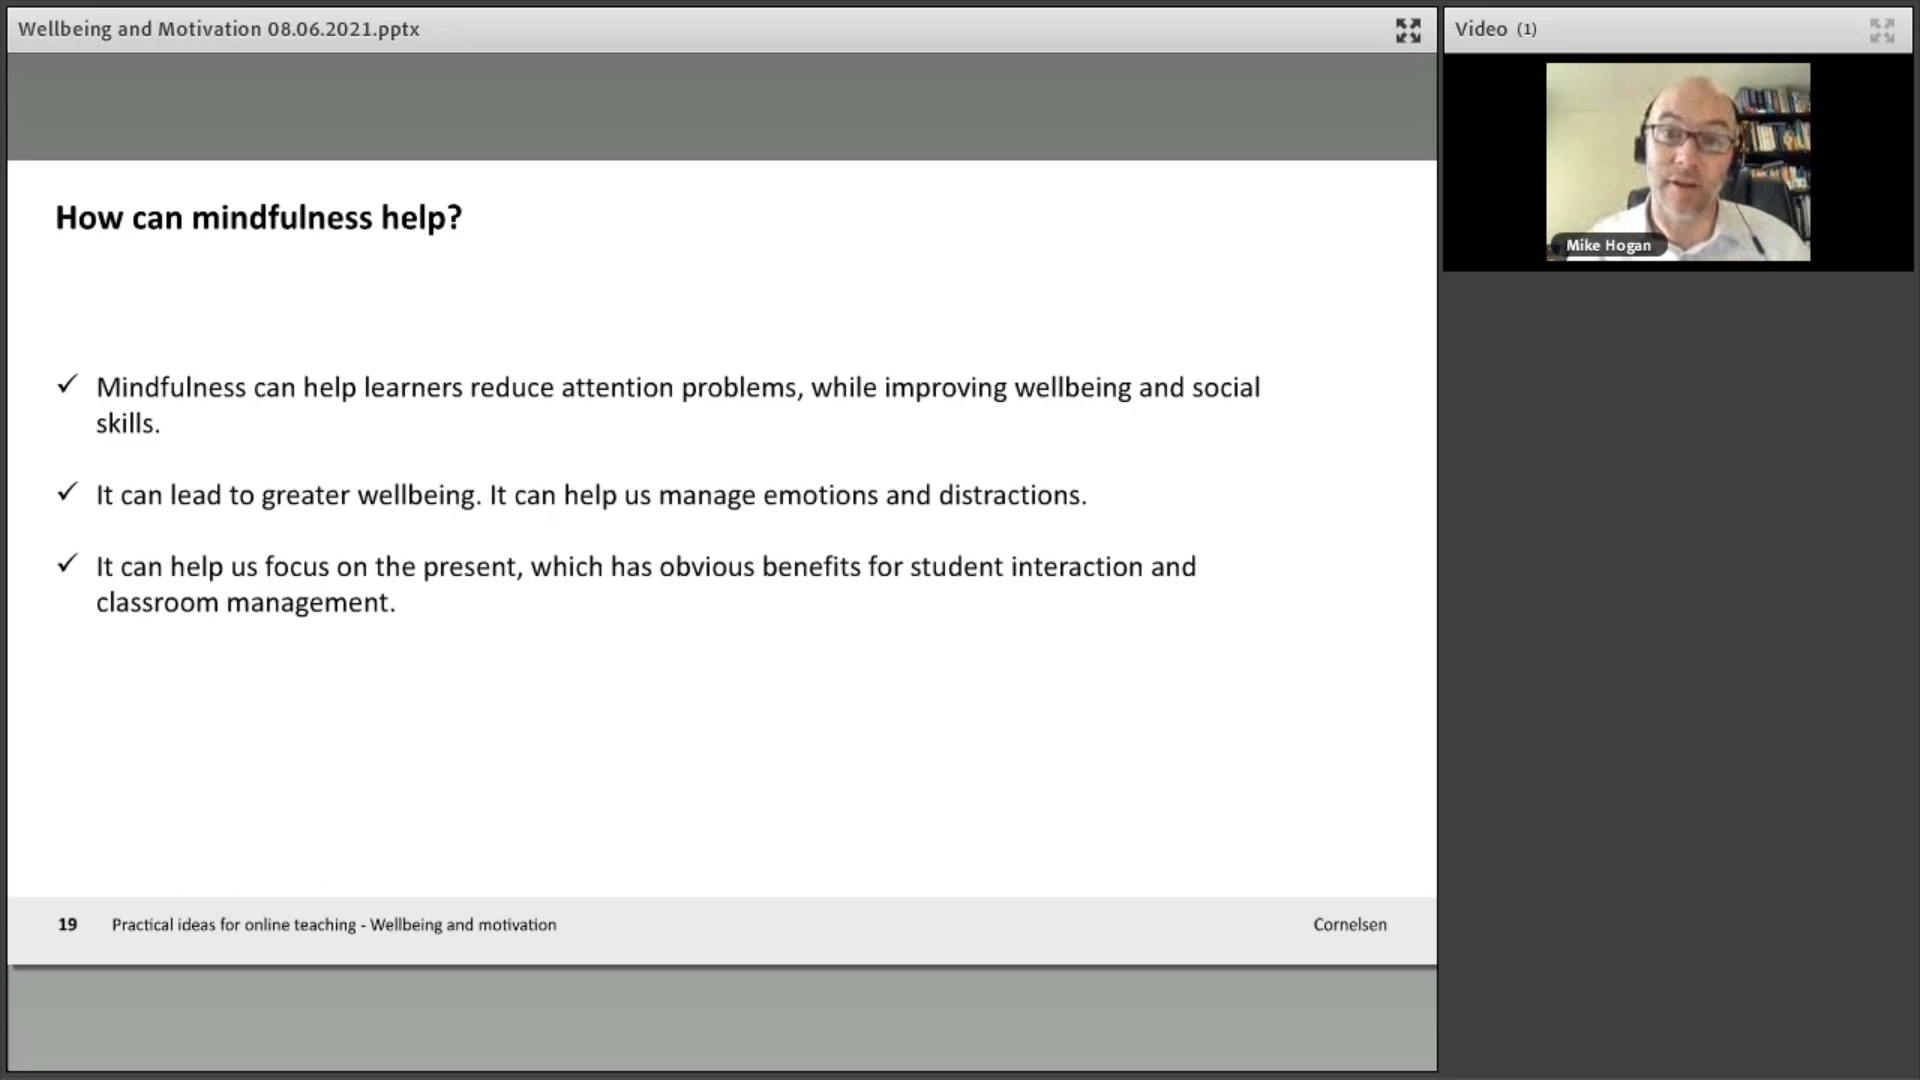 Wellbeing and Motivation 08.06.2021.pptx
Video (1)
Mike Hogan
How can mindfulness help?
✓ Mindfulness can help learners reduce attention problems, while improving wellbeing and social
skills.
✓ It can lead to greater wellbeing. It can help us manage emotions and distractions.
✓ It can help us focus on the present, which has obvious benefits for student interaction and
classroom management.
19 Practical ideas for online teaching - Wellbeing and motivation Cornelsen